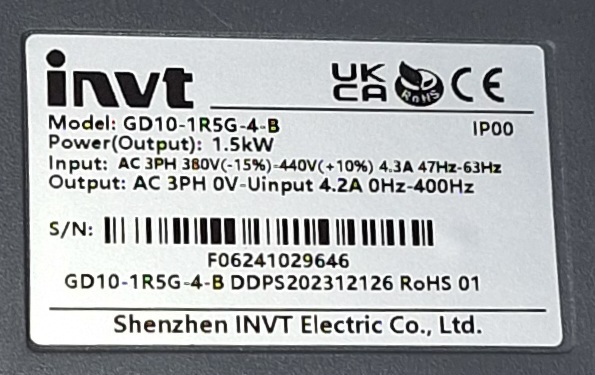 invt
UK
CA
RoHS
CE
Model: GD10-1R5G-4-B
IP00
Power(Output): 1.5kW
Input: AC 3PH 380V(-15%)-440V(+10%) 4.3A 47Hz-63Hz
Output: AC 3PH 0V-Uinput 4.2A 0Hz-400Hz
S/N:
F06241029646
GD10-1R5G-4-B DDPS202312126 RoHS 01
Shenzhen INVT Electric Co., Ltd.